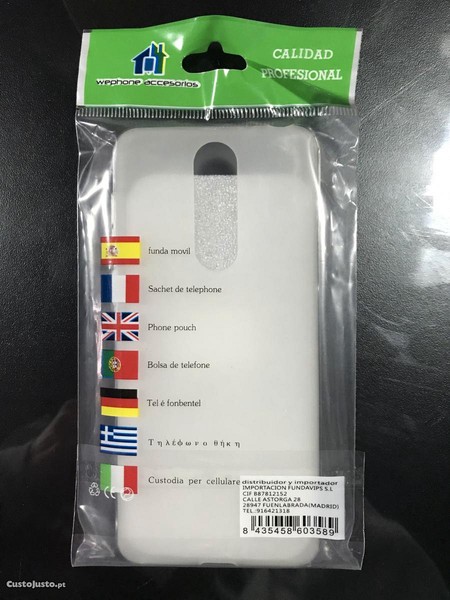 CALIDAD
PROFESIONAL
wephone accesorios
funda movil
Sachet de telephone
Phone pouch
Bolsa de telefone
Tel é fonbentel
Τηλέφωνο θήκη
Custodia per cellulare
distribuidor y importador
IMPORTACION FUNDAVIPS S.L
CIF B87812152
CALLE ASTORGA 28
28947 FUENLABRADA(MADRID)
TEL.:916421318
8 435458 603589
CustoJusto.pt